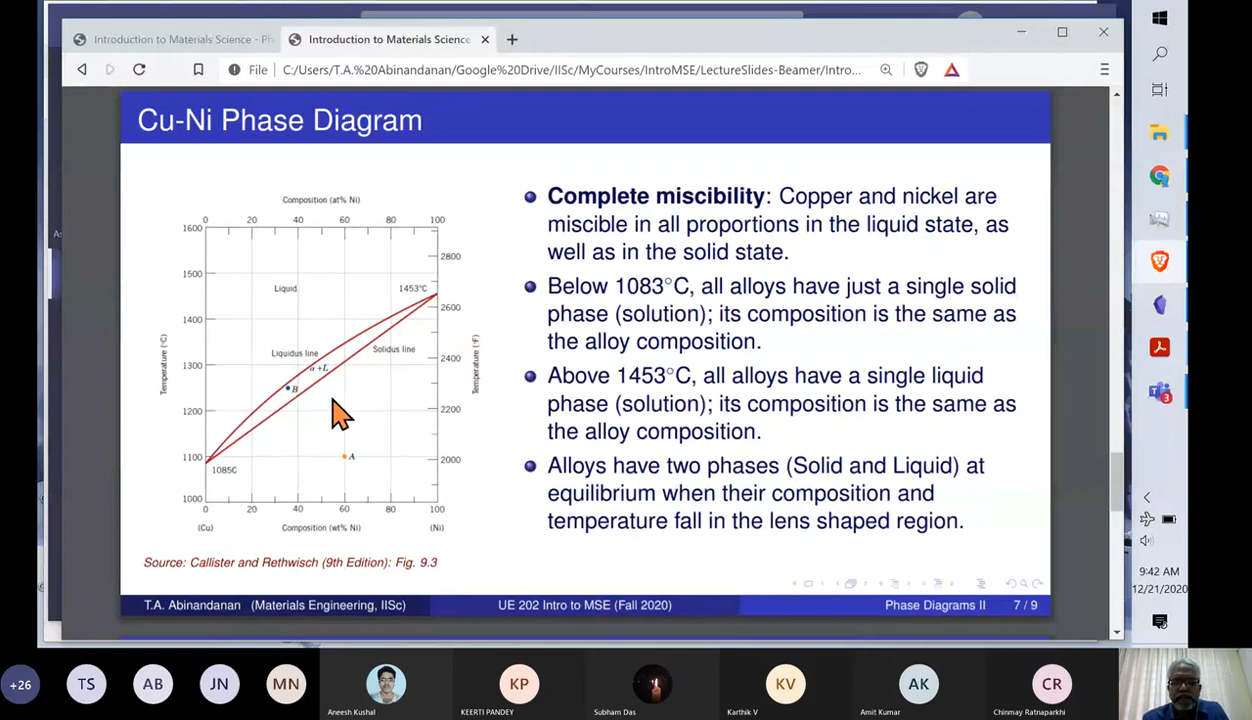 Introduction to Materials Science - Ph
Introduction to Materials Science
File
C:/Users/T.A.%20Abinandanan/Google%20Drive/IISc/MyCourses/IntroMSE/LectureSlides-Beamer/Intro...
Cu-Ni Phase Diagram
Composition (at% Ni)
0 20 40 60 80 100
1600
2800
1500
Liquid
1453°C
2600
1400
Liquidus line
Solidus line
2400
1300
α + L
B
Temperature (°C)
Temperature (°F)
1200
2200
1100
A
2000
1085C
1000
0 20 40 60 80 100
(Cu)
Composition (wt% Ni)
(Ni)
Source: Callister and Rethwisch (9th Edition): Fig. 9.3
Complete miscibility: Copper and nickel are
miscible in all proportions in the liquid state, as
well as in the solid state.
Below 1083°C, all alloys have just a single solid
phase (solution); its composition is the same as
the alloy composition.
Above 1453°C, all alloys have a single liquid
phase (solution); its composition is the same as
the alloy composition.
Alloys have two phases (Solid and Liquid) at
equilibrium when their composition and
temperature fall in the lens shaped region.
T.A. Abinandanan (Materials Engineering, IISc)
UE 202 Intro to MSE (Fall 2020)
Phase Diagrams II
7 / 9
3
9:42 AM
12/21/2020
+26
TS
AB
JN
MN
Aneesh Kushal
KP
KEERTI PANDEY
Subham Das
KV
Karthik V
AK
Amit Kumar
CR
Chinmay Ratnaparkhi